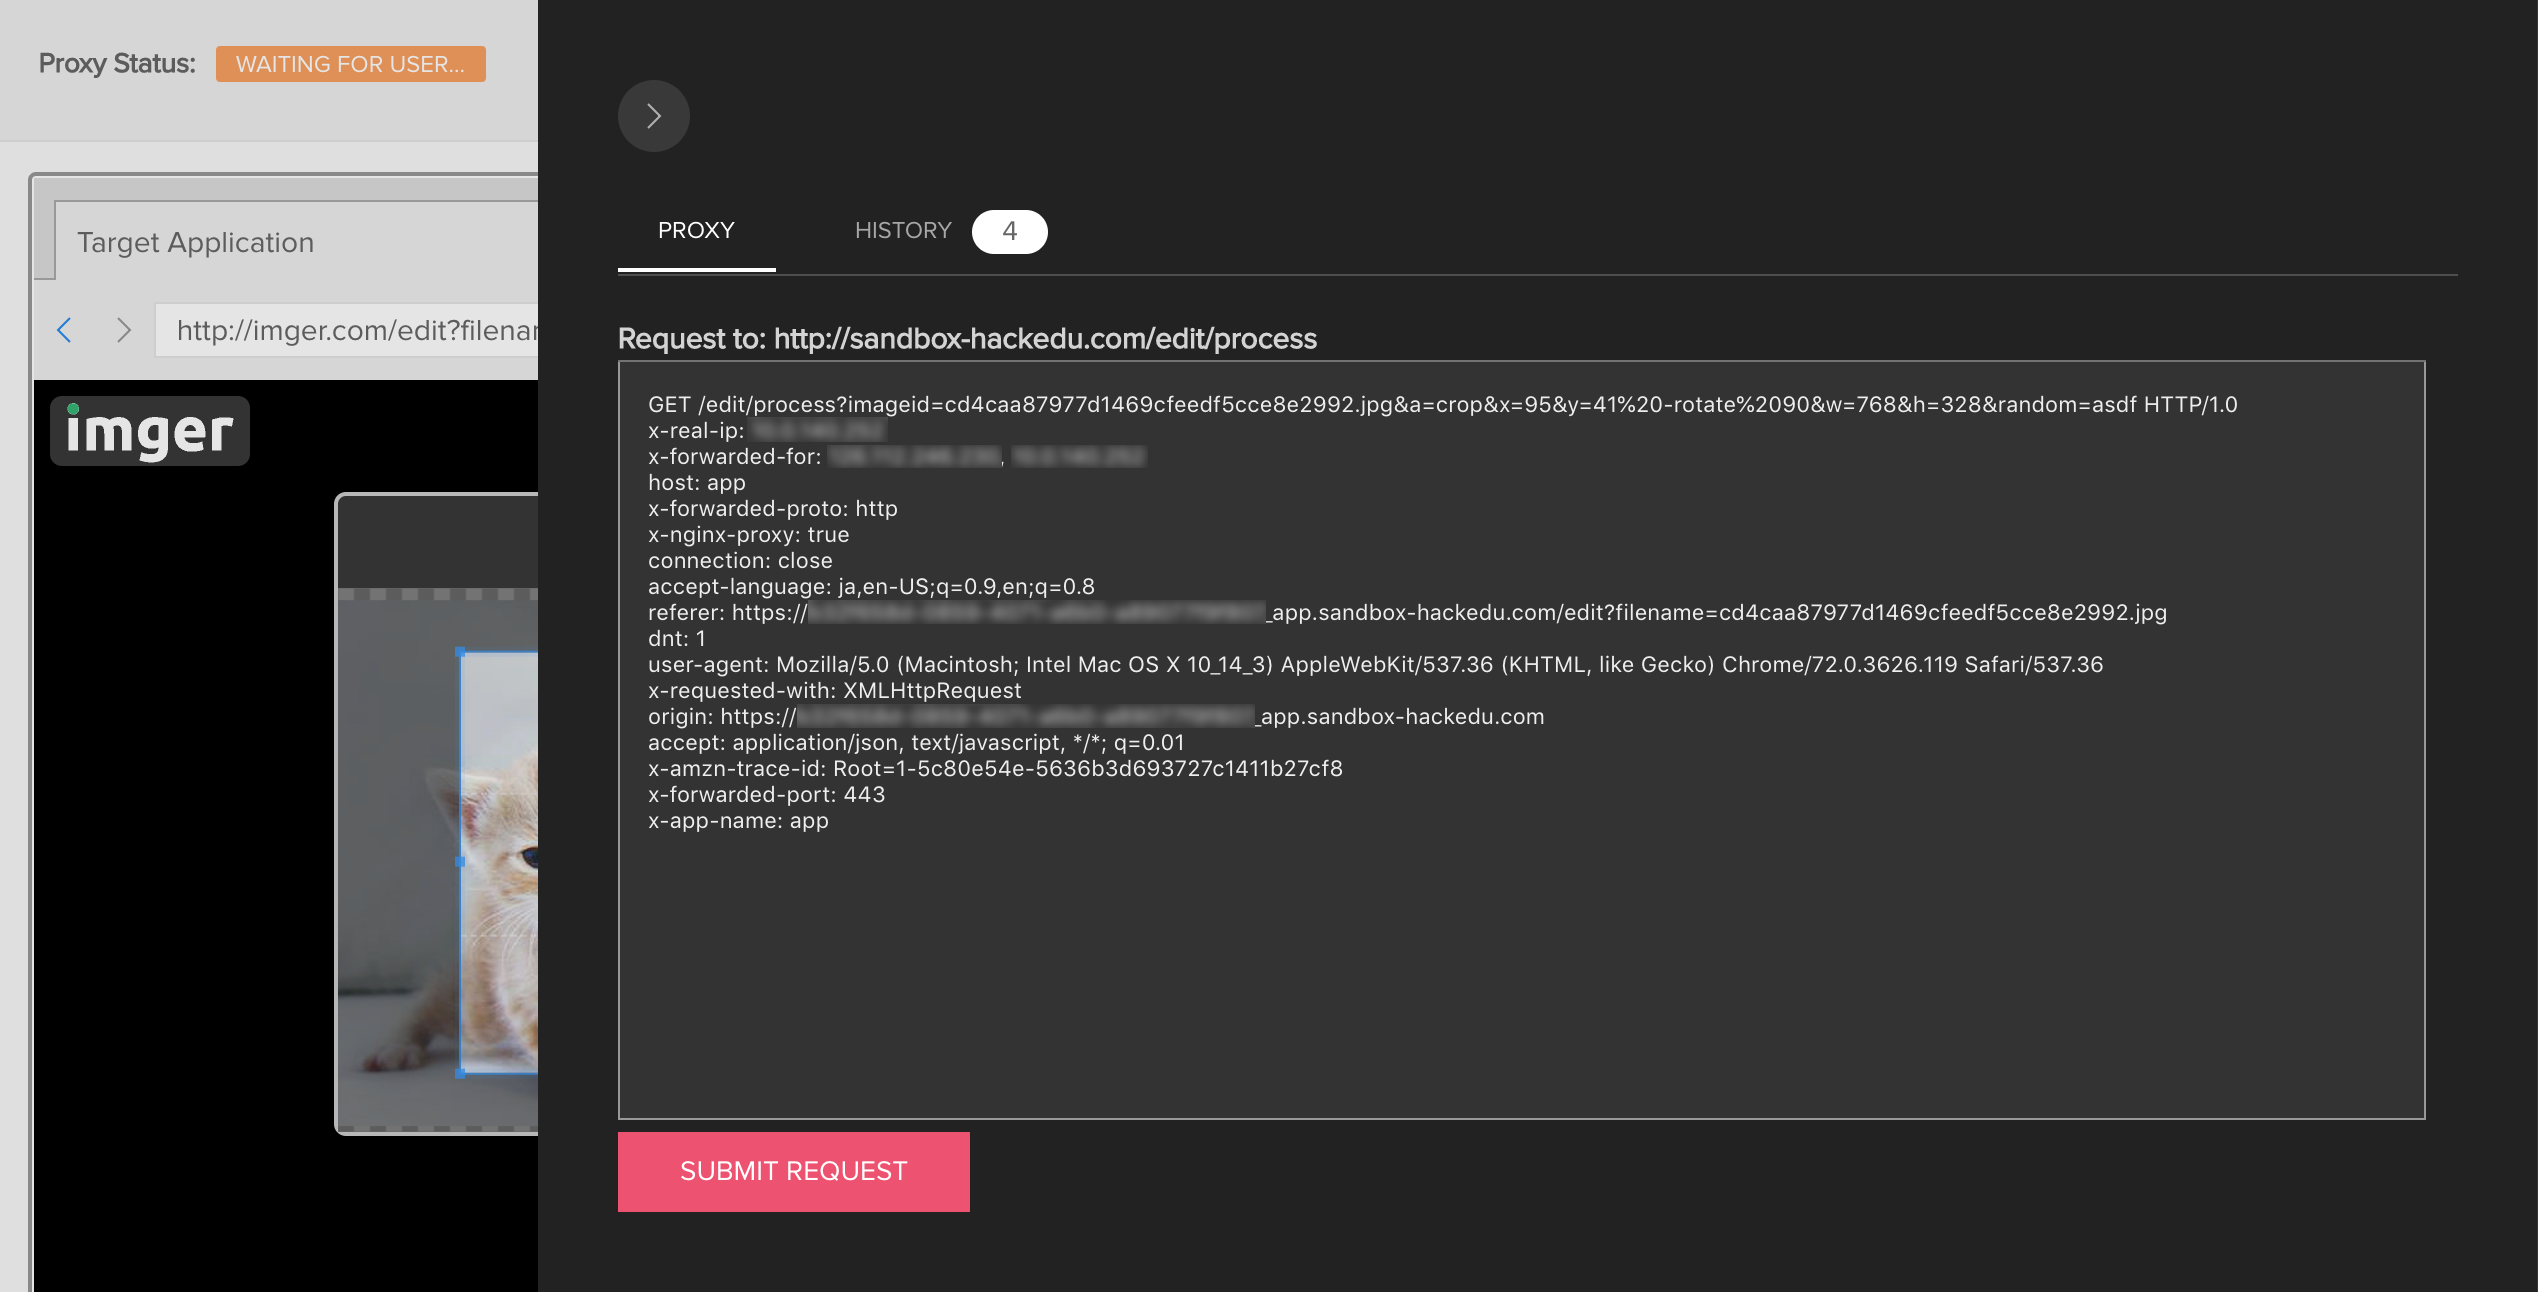 Proxy Status: WAITING FOR USER...
Target Application
http://imger.com/edit?filenar
imger
PROXY HISTORY 4
Request to: http://sandbox-hackedu.com/edit/process
GET /edit/process?imageid=cd4caa87977d1469cfeedf5cce8e2992.jpg&a=crop&x=95&y=41%20-rotate%2090&w=768&h=328&random=asdf HTTP/1.0
x-real-ip:
x-forwarded-for: ,
host: app
x-forwarded-proto: http
x-nginx-proxy: true
connection: close
accept-language: ja,en-US;q=0.9,en;q=0.8
referer: https:// _app.sandbox-hackedu.com/edit?filename=cd4caa87977d1469cfeedf5cce8e2992.jpg
dnt: 1
user-agent: Mozilla/5.0 (Macintosh; Intel Mac OS X 10_14_3) AppleWebKit/537.36 (KHTML, like Gecko) Chrome/72.0.3626.119 Safari/537.36
x-requested-with: XMLHttpRequest
origin: https:// _app.sandbox-hackedu.com
accept: application/json, text/javascript, */*; q=0.01
x-amzn-trace-id: Root=1-5c80e54e-5636b3d693727c1411b27cf8
x-forwarded-port: 443
x-app-name: app
SUBMIT REQUEST